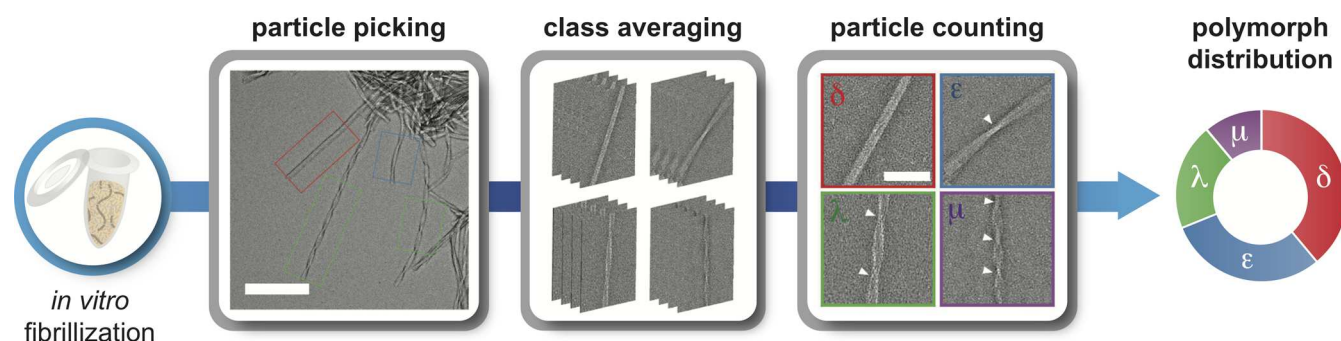 particle picking
class averaging
particle counting
polymorph
distribution
δ
ε
λ
μ
μ
δ
λ
ε
in vitro
fibrillization